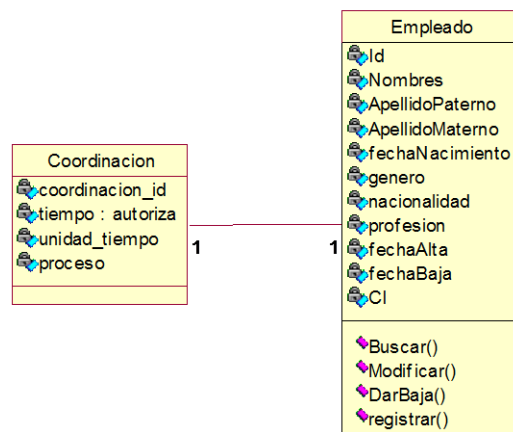 Empleado
Id
Nombres
ApellidoPaterno
ApellidoMaterno
fechaNacimiento
genero
nacionalidad
profesion
fechaAlta
fechaBaja
CI
Buscar()
Modificar()
DarBaja()
registrar()
Coordinacion
coordinacion_id
tiempo : autoriza
unidad_tiempo
proceso
1
1